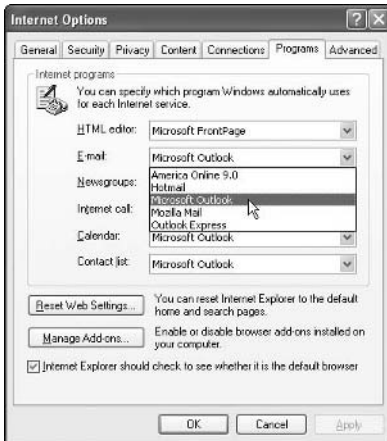 Internet Options
General Security Privacy Content Connections Programs Advanced
Internet programs
You can specify which program Windows automatically uses
for each Internet service.
HTML editor: Microsoft FrontPage
E-mail: Microsoft Outlook
America Online 9.0
Newsgroups: Hotmail
Microsoft Outlook
Internet call: Mozilla Mail
Outlook Express
Calendar: Microsoft Outlook
Contact list: Microsoft Outlook
Reset Web Settings... You can reset Internet Explorer to the default
home and search pages.
Manage Add-ons... Enable or disable browser add-ons installed on
your computer.
Internet Explorer should check to see whether it is the default browser
OK Cancel Apply